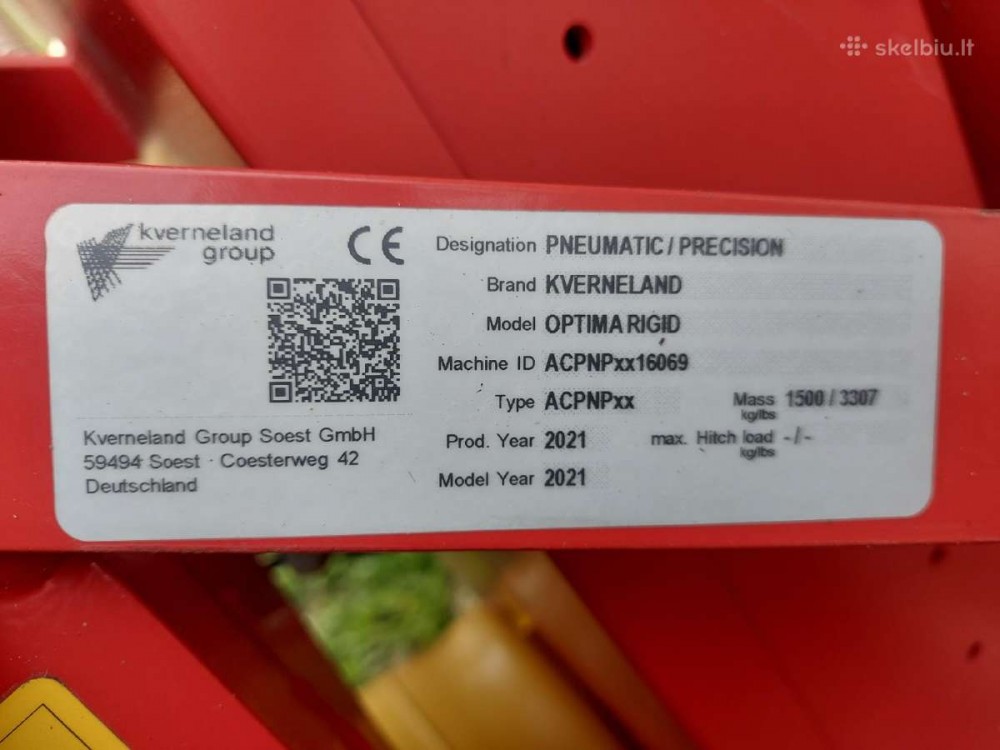 skelbiu.lt
kverneland
group
CE
Designation PNEUMATIC / PRECISION
Brand KVERNELAND
Model OPTIMA RIGID
Machine ID ACPNPxx16069
Type ACPNPxx
Mass 1500 / 3307
kg/lbs
Prod. Year 2021
max. Hitch load - / -
kg/lbs
Model Year 2021
Kverneland Group Soest GmbH
59494 Soest · Coesterweg 42
Deutschland